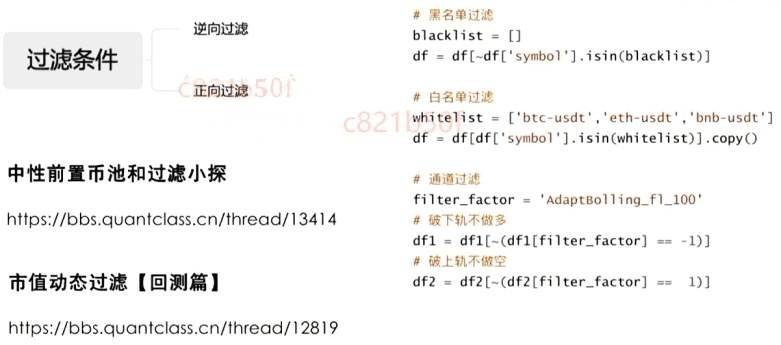 过滤条件
逆向过滤
正向过滤
c821b50f
中性前置币池和过滤小探
https://bbs.quantclass.cn/thread/13414
市值动态过滤【回测篇】
https://bbs.quantclass.cn/thread/12819
# 黑名单过滤
blacklist = []
df = df[~df['symbol'].isin(blacklist)]
# 白名单过滤
c821b50f
whitelist = ['btc-usdt','eth-usdt','bnb-usdt']
df = df[df['symbol'].isin(whitelist)].copy()
# 通道过滤
filter_factor = 'AdaptBolling_fl_100'
# 破下轨不做多
df1 = df1[~(df1[filter_factor] == -1)]
# 破上轨不做空
df2 = df2[~(df2[filter_factor] ==  1)]